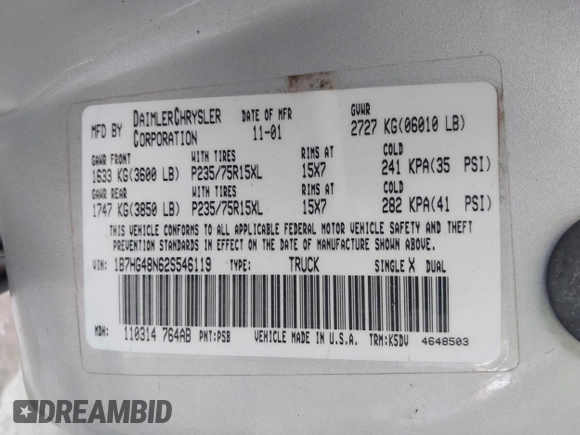 MFD BY DAIMLERCHRYSLER CORPORATION DATE OF MFR 11-01 GVWR 2727 KG(06010 LB)
GAWR FRONT WITH TIRES RIMS AT COLD
1633 KG(3600 LB) P235/75R15XL 15X7 241 KPA(35 PSI)
GAWR REAR WITH TIRES RIMS AT COLD
1747 KG(3850 LB) P235/75R15XL 15X7 282 KPA(41 PSI)
THIS VEHICLE CONFORMS TO ALL APPLICABLE FEDERAL MOTOR VEHICLE SAFETY AND THEFT
PREVENTION STANDARDS IN EFFECT ON THE DATE OF MANUFACTURE SHOWN ABOVE.
VIN: 1B7HG48N62S546119 TYPE: TRUCK SINGLE X DUAL
MDH: 110314 764AB PNT:PSB VEHICLE MADE IN U.S.A. TRM:K5DV 4648503
DREAMBID